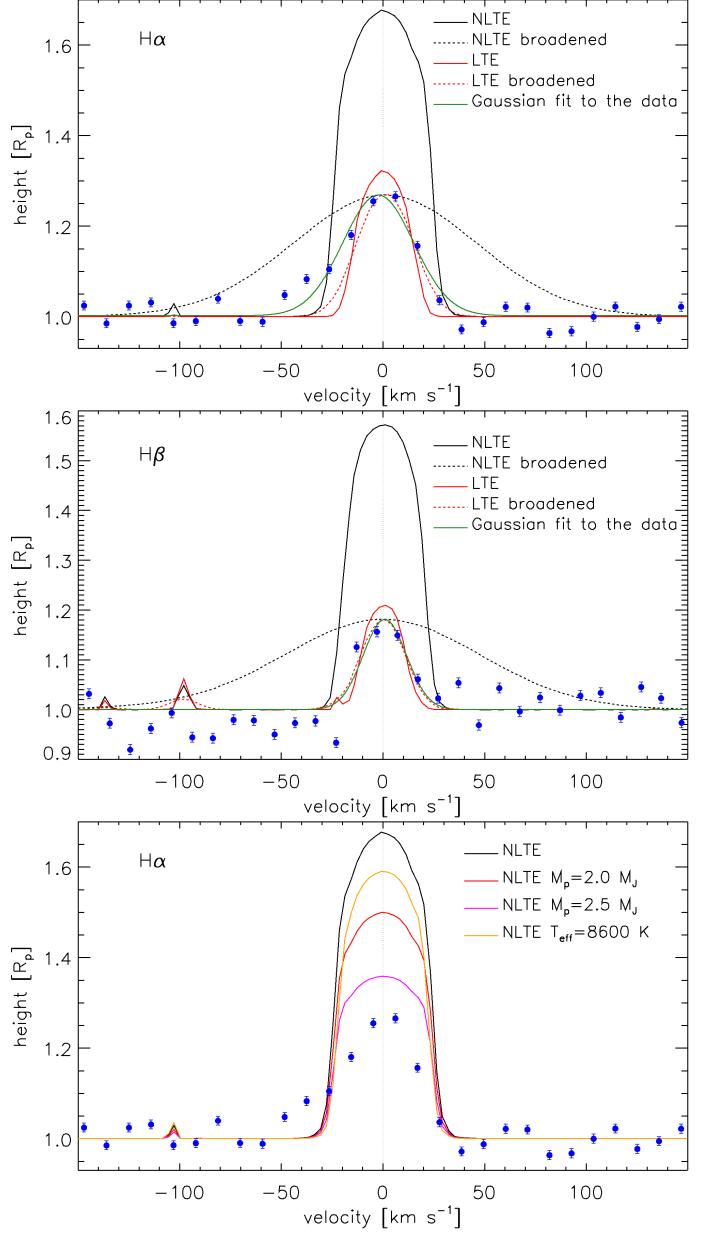 Hα
NLTE
NLTE broadened
LTE
LTE broadened
Gaussian fit to the data
height [Rp]
1.6
1.4
1.2
1.0
−100 −50 0 50 100
velocity [km s−1]
Hβ
NLTE
NLTE broadened
LTE
LTE broadened
Gaussian fit to the data
height [Rp]
1.6
1.5
1.4
1.3
1.2
1.1
1.0
0.9
−100 −50 0 50 100
velocity [km s−1]
Hα
NLTE
NLTE Mp=2.0 MJ
NLTE Mp=2.5 MJ
NLTE Teff=8600 K
height [Rp]
1.6
1.4
1.2
1.0
−100 −50 0 50 100
velocity [km s−1]